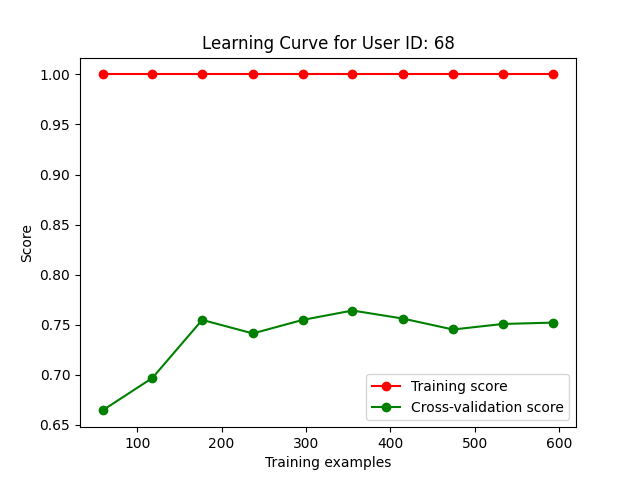 Learning Curve for User ID: 68
1.00
0.95
0.90
0.85
0.80
0.75
0.70
0.65
Score
Training score
Cross-validation score
100
200
300
400
500
600
Training examples